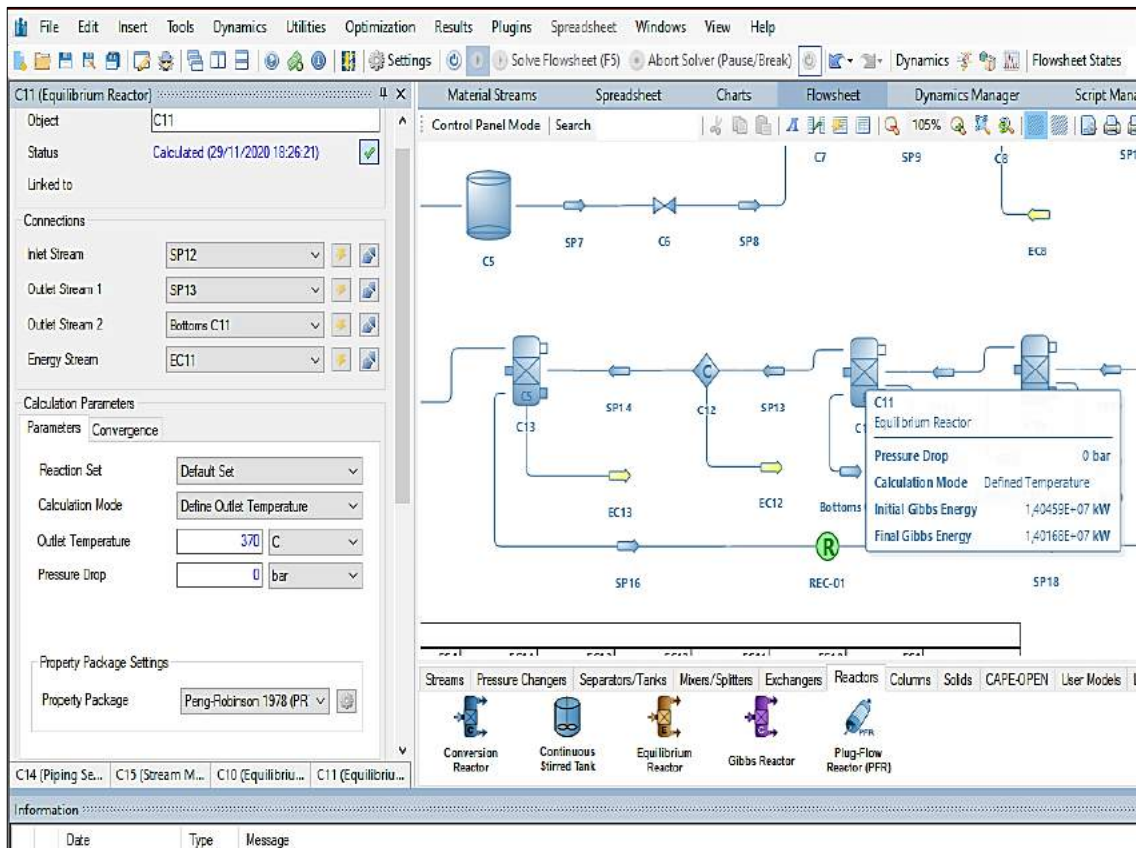 File Edit Insert Tools Dynamics Utilities Optimization Results Plugins Spreadsheet Windows View Help
Settings Solve Flowsheet (F5) Abort Solver (Pause/Break) Dynamics Flowsheet States
C11 (Equilibrium Reactor)
Object C11
Status Calculated (29/11/2020 18:26:21)
Linked to
Connections
Inlet Stream SP12
Outlet Stream 1 SP13
Outlet Stream 2 Bottoms C11
Energy Stream EC11
Calculation Parameters
Parameters Convergence
Reaction Set Default Set
Calculation Mode Define Outlet Temperature
Outlet Temperature 370 C
Pressure Drop 0 bar
Property Package Settings
Property Package Peng-Robinson 1978 (PR
C14 (Piping Se... C15 (Stream M... C10 (Equilibriu... C11 (Equilibriu...
Material Streams Spreadsheet Charts Flowsheet Dynamics Manager Script Mana
Control Panel Mode Search 105%
C7 SP9 C8 SP1
SP7 C6 SP8
C5
EC8
C5
SP14 C12 SP13
C13
EC13 EC12 Bottoms
SP16 REC-01 SP18
C11
Equilibrium Reactor
Pressure Drop 0 bar
Calculation Mode Defined Temperature
Initial Gibbs Energy 1,40459E+07 kW
Final Gibbs Energy 1,40168E+07 kW
Streams Pressure Changers Separators/Tanks Mixers/Splitters Exchangers Reactors Columns Solids CAPE-OPEN User Models
Conversion Reactor
Continuous Stirred Tank
Equilibrium Reactor
Gibbs Reactor
Plug-Flow Reactor (PFR)
Information
Date Type Message